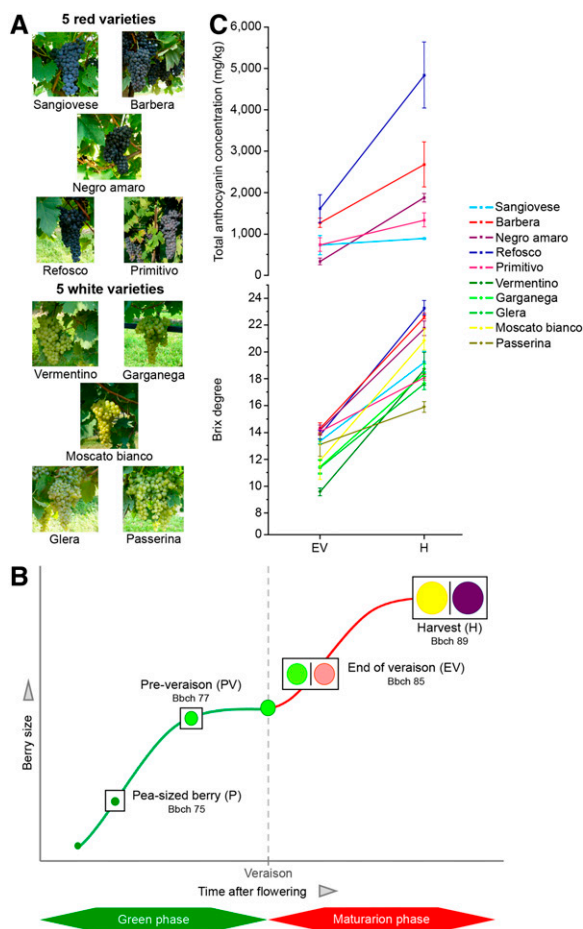 A
5 red varieties
Sangiovese
Barbera
Negro amaro
Refosco
Primitivo
5 white varieties
Vermentino
Garganega
Moscato bianco
Glera
Passerina
C
Total anthocyanin concentration (mg/kg)
6,000
5,000
4,000
3,000
2,000
1,000
0
Brix degree
22
24
20
18
16
14
12
10
8
0
EV
H
Sangiovese
Barbera
Negro amaro
Refosco
Primitivo
Vermentino
Garganega
Glera
Moscato bianco
Passerina
B
Berry size
Pea-sized berry (P)
Bbch 75
Pre-veraison (PV)
Bbch 77
End of veraison (EV)
Bbch 85
Harvest (H)
Bbch 89
Veraison
Time after flowering
Green phase
Maturarion phase